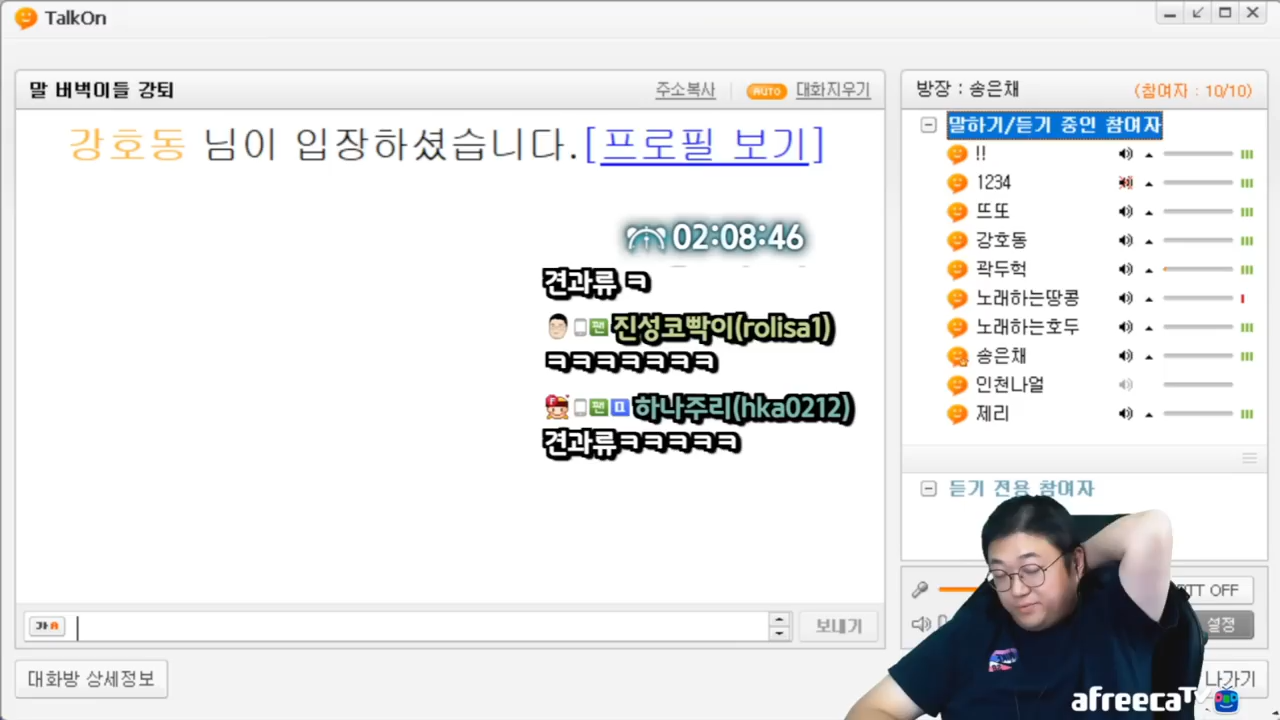 TalkOn
말 버벅이들 강퇴
주소복사
AUTO
대화지우기
강호동 님이 입장하셨습니다.[프로필 보기]
02:08:46
견과류 ㅋ
팬 진성코빡이(rolisa1)
ㅋㅋㅋㅋㅋㅋㅋ
팬 하나주리(hka0212)
견과류ㅋㅋㅋㅋㅋ
가
보내기
대화방 상세정보
방장 : 송은채
(참여자 : 10/10)
말하기/듣기 중인 참여자
!!
1234
뜨또
강호동
곽두헉
노래하는땅콩
노래하는호두
송은채
인천나얼
제리
듣기 전용 참여자
OFF
설정
나가기
afreecaTV